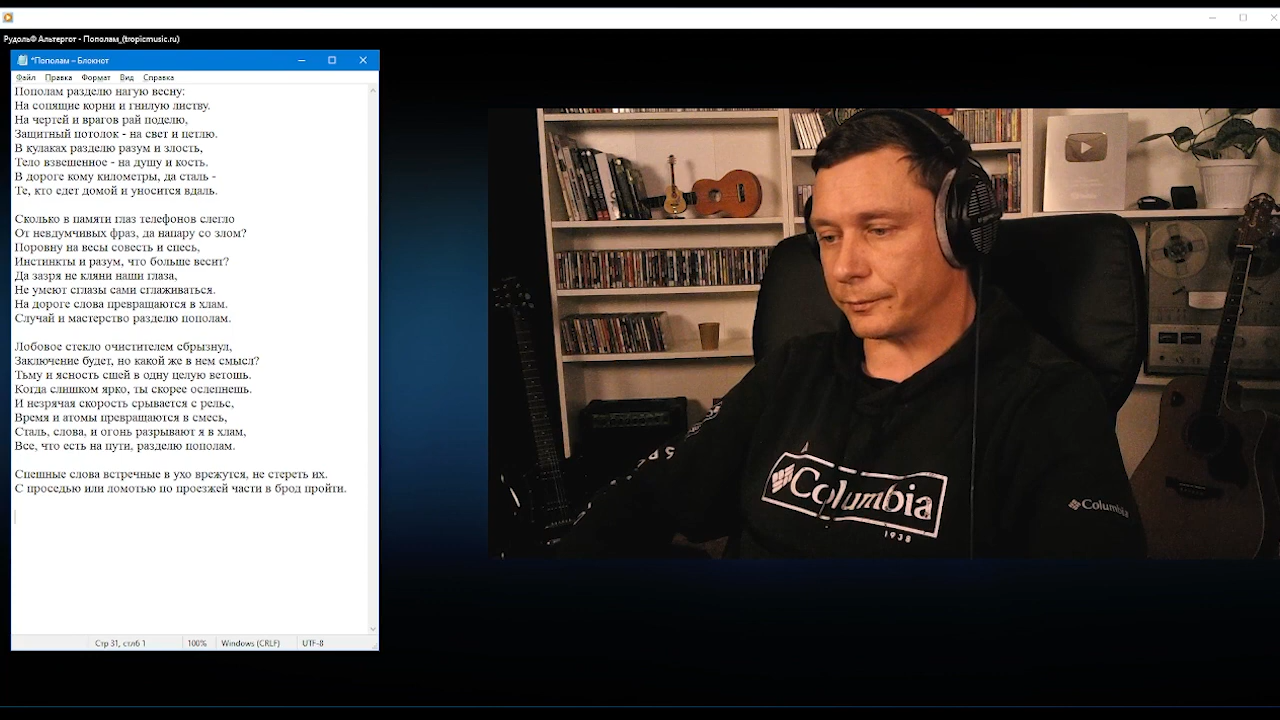 Рудольф Альтергот - Пополам_(tropicmusic.ru)
*Пополам – Блокнот
Файл Правка Формат Вид Справка
Пополам разделю нагую весну:
На сопящие корни и гнилую листву.
На чертей и врагов рай поделю,
Защитный потолок - на свет и петлю.
В кулаках разделю разум и злость,
Тело взвешенное - на душу и кость.
В дороге кому километры, да сталь -
Те, кто едет домой и уносится вдаль.
Сколько в памяти глаз телефонов слегло
От невдумчивых фраз, да напару со злом?
Поровну на весы совесть и спесь,
Инстинкты и разум, что больше весит?
Да зазря не кляни наши глаза,
Не умеют сглазы сами сглаживаться.
На дороге слова превращаются в хлам.
Случай и мастерство разделю пополам.
Лобовое стекло очистителем сбрызнул,
Заключение будет, но какой же в нем смысл?
Тьму и ясность сшей в одну целую ветошь.
Когда слишком ярко, ты скорее ослепнешь.
И незрячая скорость срывается с рельс,
Время и атомы превращаются в смесь,
Сталь, слова, и огонь разрывают я в хлам,
Все, что есть на пути, разделю пополам.
Спешные слова встречные в ухо врежутся, не стереть их.
С проседью или ломотью по проезжей части в брод пройти.
Стр 31, стлб 1 100% Windows (CRLF) UTF-8
Columbia
1938
Columbia